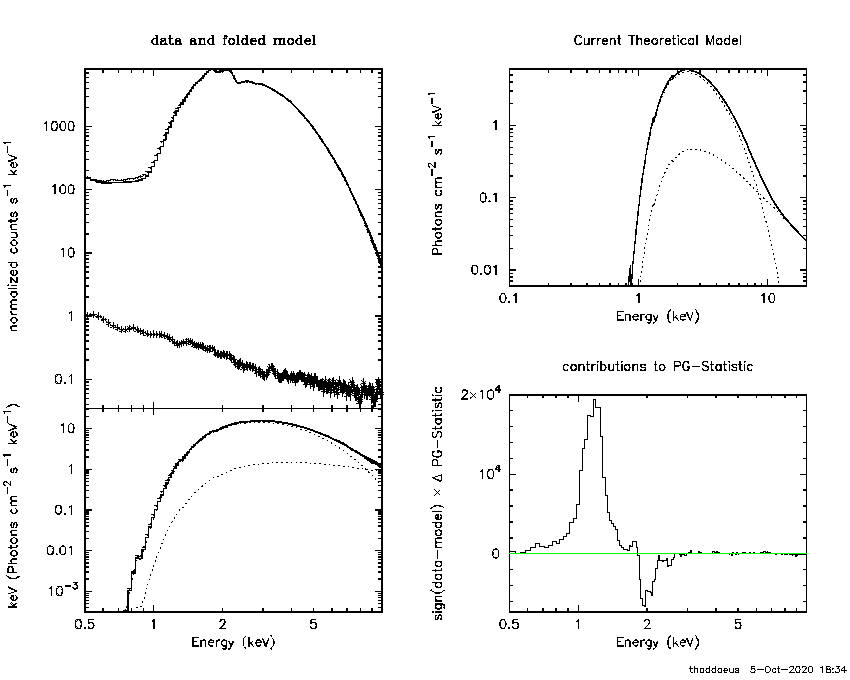 data and folded model
normalized counts s⁻¹ keV⁻¹
1000
100
10
1
0.1
keV (Photons cm⁻² s⁻¹ keV⁻¹)
10
1
0.1
0.01
10⁻³
0.5
1
2
5
Energy (keV)
Current Theoretical Model
Photons cm⁻² s⁻¹ keV⁻¹
1
0.1
0.01
0.1
1
10
Energy (keV)
contributions to PG-Statistic
sign(data-model) × Δ PG-Statistic
2×10⁴
10⁴
0
0.5
1
2
5
Energy (keV)
thaddaeus 5-Oct-2020 18:34